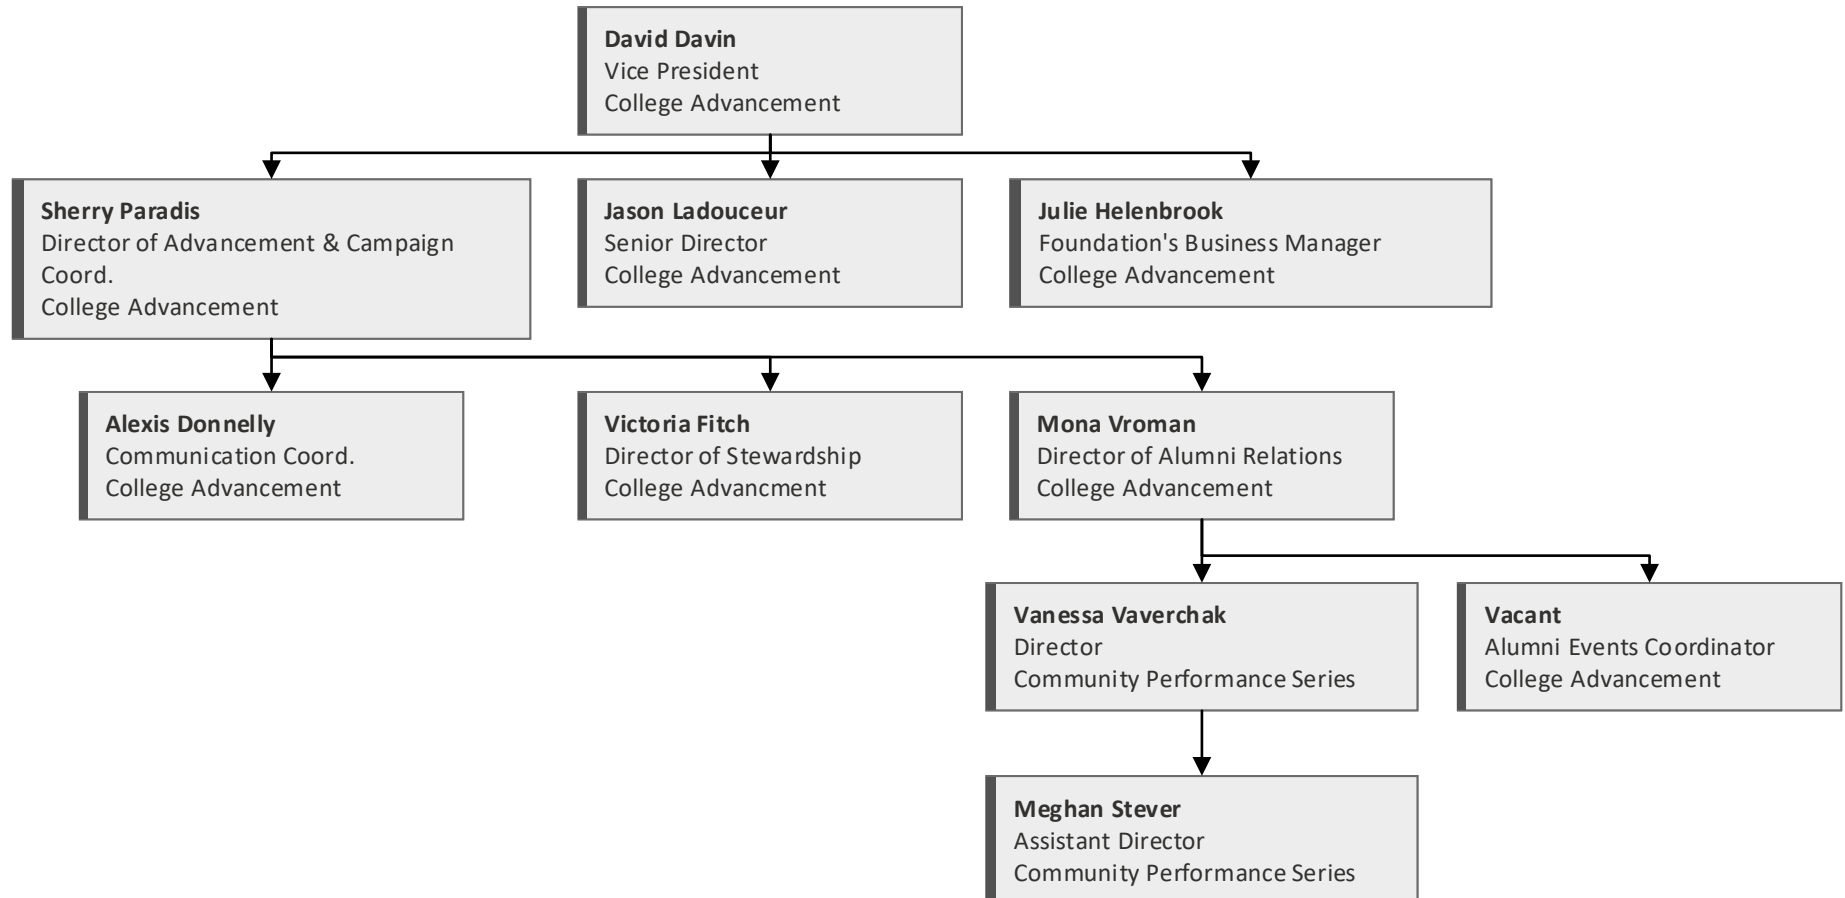 David Davin
Vice President
College Advancement
Sherry Paradis
Director of Advancement & Campaign
Coord.
College Advancement
Jason Ladouceur
Senior Director
College Advancement
Julie Helenbrook
Foundation's Business Manager
College Advancement
Alexis Donnelly
Communication Coord.
College Advancement
Victoria Fitch
Director of Stewardship
College Advancment
Mona Vroman
Director of Alumni Relations
College Advancement
Vanessa Vaverchak
Director
Community Performance Series
Vacant
Alumni Events Coordinator
College Advancement
Meghan Stever
Assistant Director
Community Performance Series